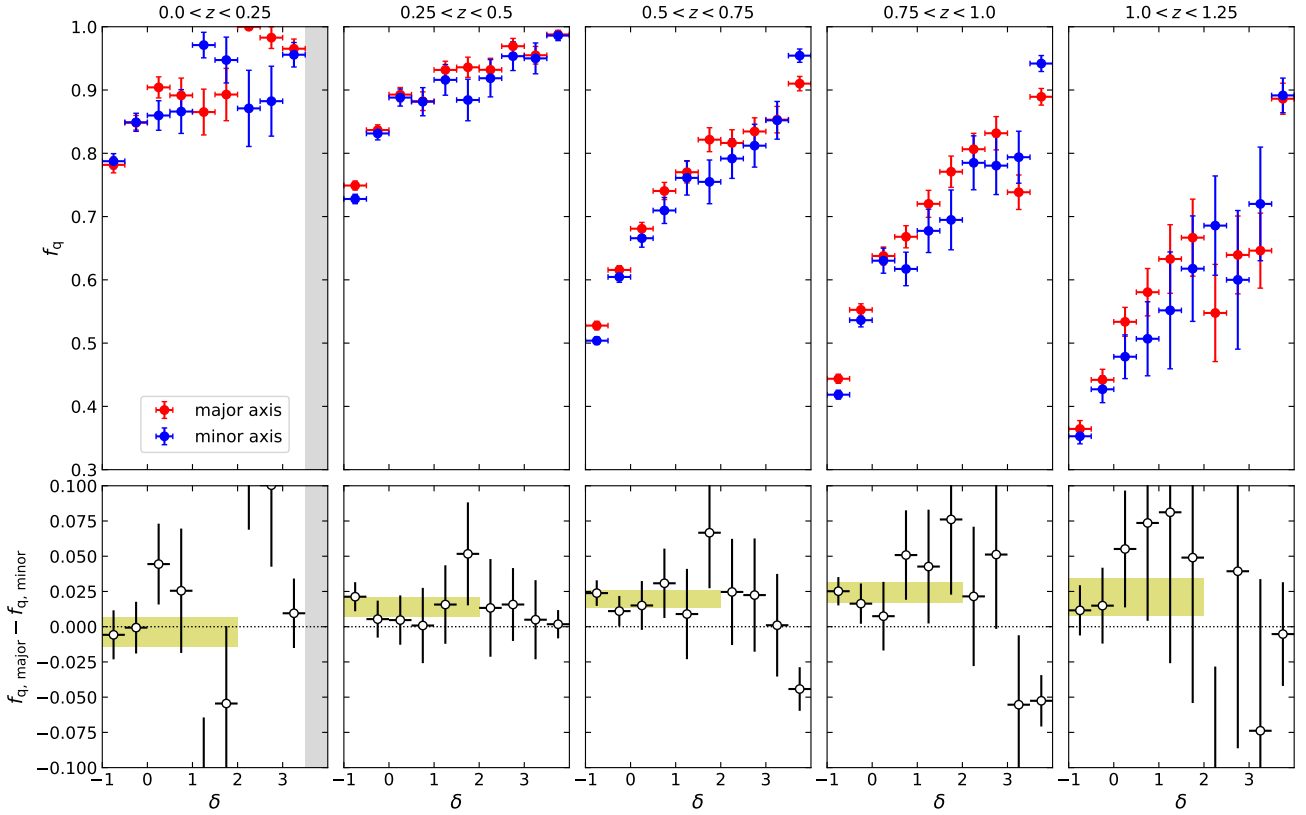 0.0 < z < 0.25
0.25 < z < 0.5
0.5 < z < 0.75
0.75 < z < 1.0
1.0 < z < 1.25
1.0
0.9
0.8
0.7
0.6
0.5
0.4
0.3
f_q
major axis
minor axis
0.100
0.075
0.050
0.025
0.000
−0.025
−0.050
−0.075
−0.100
f_q, major − f_q, minor
−1 0 1 2 3
−1 0 1 2 3
−1 0 1 2 3
−1 0 1 2 3
−1 0 1 2 3
δ
δ
δ
δ
δ